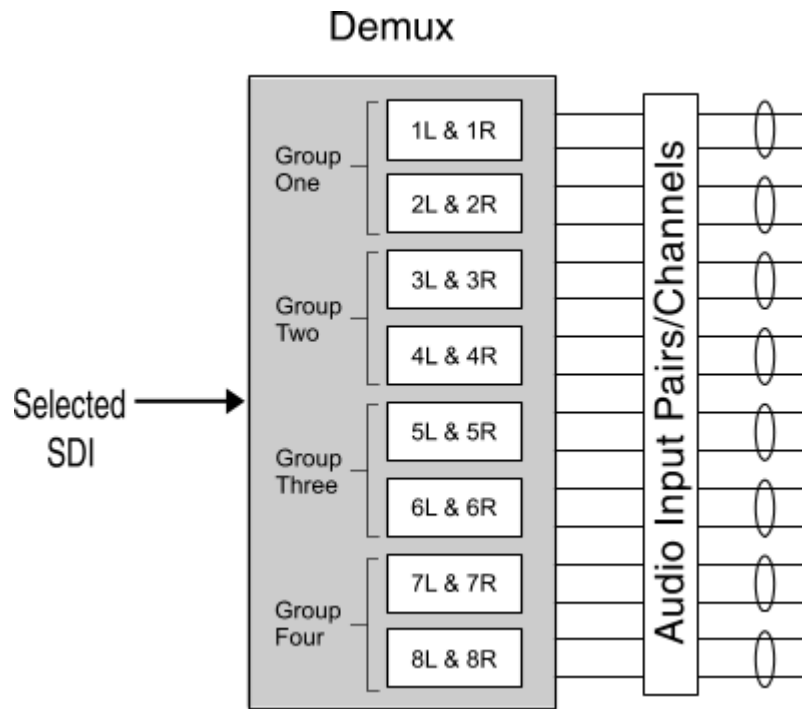 Demux
Group
One
1L & 1R
2L & 2R
Group
Two
3L & 3R
4L & 4R
Selected
SDI
Group
Three
5L & 5R
6L & 6R
Group
Four
7L & 7R
8L & 8R
Audio Input Pairs/Channels